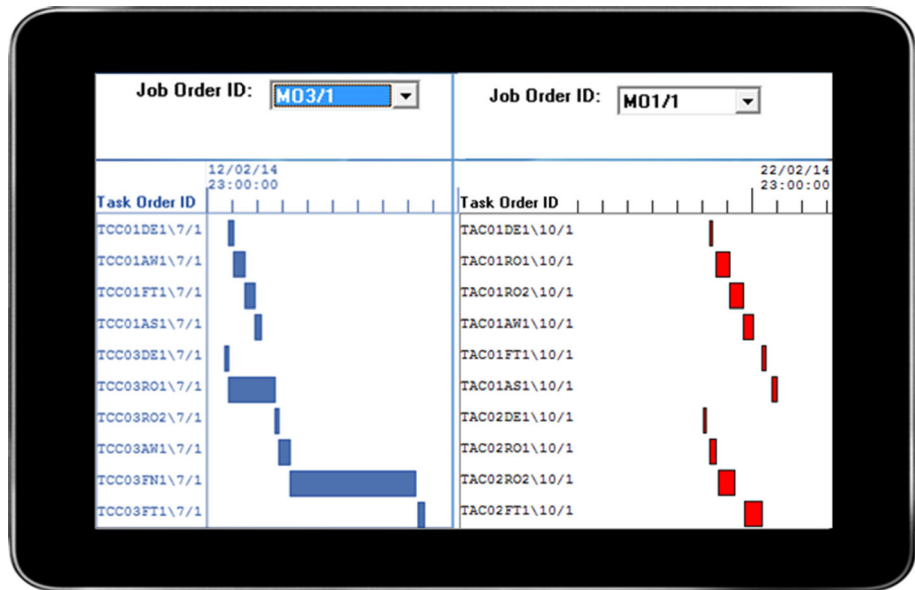 Job Order ID: MO3/1
12/02/14
23:00:00
Task Order ID
TCC01DE1\7/1
TCC01AW1\7/1
TCC01FT1\7/1
TCC01AS1\7/1
TCC03DE1\7/1
TCC03RO1\7/1
TCC03RO2\7/1
TCC03AW1\7/1
TCC03FN1\7/1
TCC03FT1\7/1
Job Order ID: MO1/1
22/02/14
23:00:00
Task Order ID
TAC01DE1\10/1
TAC01RO1\10/1
TAC01RO2\10/1
TAC01AW1\10/1
TAC01FT1\10/1
TAC01AS1\10/1
TAC02DE1\10/1
TAC02RO1\10/1
TAC02RO2\10/1
TAC02FT1\10/1